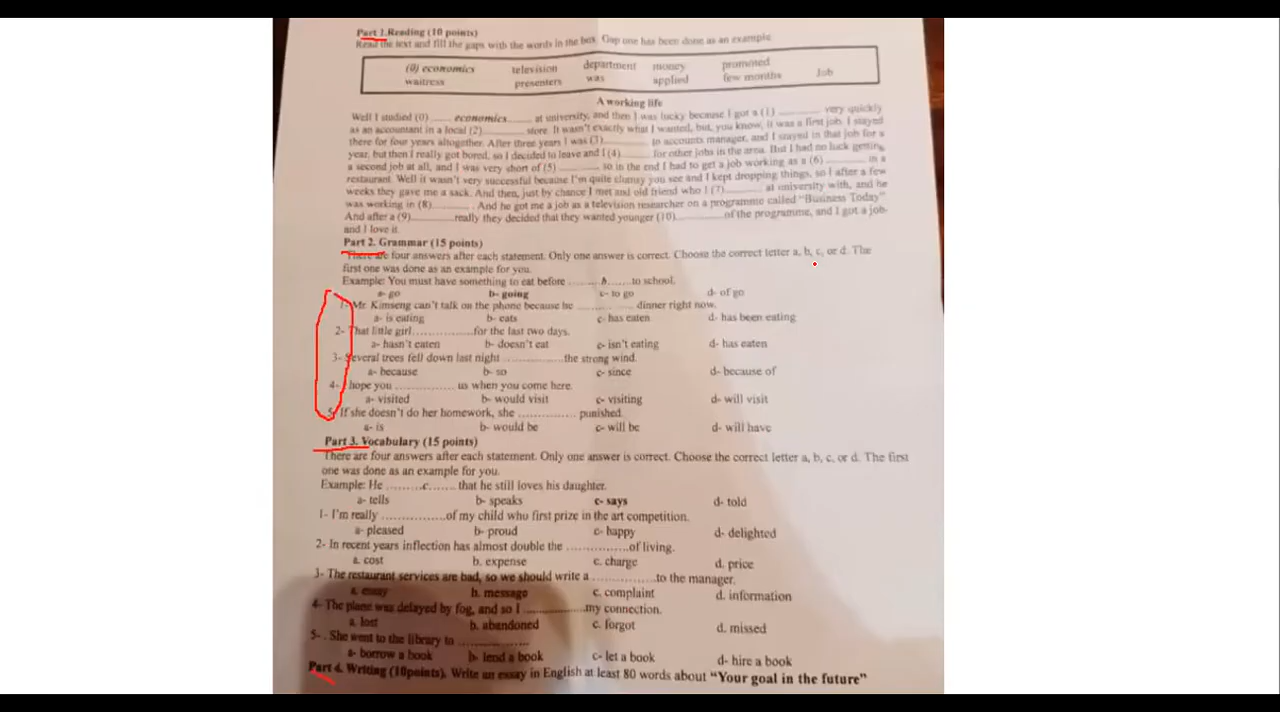 Part 1.Reading (10 points)
Read the text and fill the gaps with the words in the box. Gap one has been done as an example.
(0) economics television department money promoted Job
waitress presenters was applied few months
A working life
Well I studied (0)..... economics...... at university, and then I was lucky because I got a (1) ............ very quickly
as an accountant in a local (2)............ store. It wasn't exactly what I wanted, but, you know, it was a first job. I stayed
there for four years altogether. After three years I was (3)............ to accounts manager, and I stayed in that job for a
year, but then I really got bored, so I decided to leave and I (4)............ for other jobs in the area. But I had no luck getting
a second job at all, and I was very short of (5)............ so in the end I had to get a job working as a (6) ............ in a
restaurant. Well it wasn't very successful because I'm quite clumsy you see and I kept dropping things, so I after a few
weeks they gave me a sack. And then, just by chance I met and old friend who I (7)............ at university with, and he
was working in (8)............ . And he got me a job as a television researcher on a programme called "Business Today"
And after a (9)............ really they decided that they wanted younger (10)............ of the programme, and I got a job-
and I love it.
Part 2. Grammar (15 points)
There are four answers after each statement. Only one answer is correct. Choose the correct letter a, b, c, or d. The
first one was done as an example for you.
Example: You must have something to eat before .........b.......to school.
a- go b- going c- to go d- of go
1- Mr. Kimseng can't talk on the phone because he ............... dinner right now.
a- is eating b- eats c- has eaten d- has been eating
2- That little girl...............for the last two days.
a- hasn't eaten b- doesn't eat c- isn't eating d- has eaten
3- Several trees fell down last night ...............the strong wind.
a- because b- so c- since d- because of
4- I hope you ............... us when you come here.
a- visited b- would visit c- visiting d- will visit
5- If she doesn't do her homework, she .............. punished.
a- is b- would be c- will be d- will have
Part 3. Vocabulary (15 points)
There are four answers after each statement. Only one answer is correct. Choose the correct letter a, b, c, or d. The first
one was done as an example for you.
Example: He .........c...... that he still loves his daughter.
a- tells b- speaks c- says d- told
1- I'm really ................of my child who first prize in the art competition.
a- pleased b- proud c- happy d- delighted
2- In recent years inflection has almost double the ...............of living.
a. cost b. expense c. charge d. price
3- The restaurant services are bad, so we should write a ...............to the manager.
a. essay b. message c. complaint d. information
4- The plane was delayed by fog, and so I ...............my connection.
a. lost b. abandoned c. forgot d. missed
5- . She went to the library to .................
a- borrow a book b- lend a book c- let a book d- hire a book
Part 4. Writing (10points). Write an essay in English at least 80 words about "Your goal in the future"